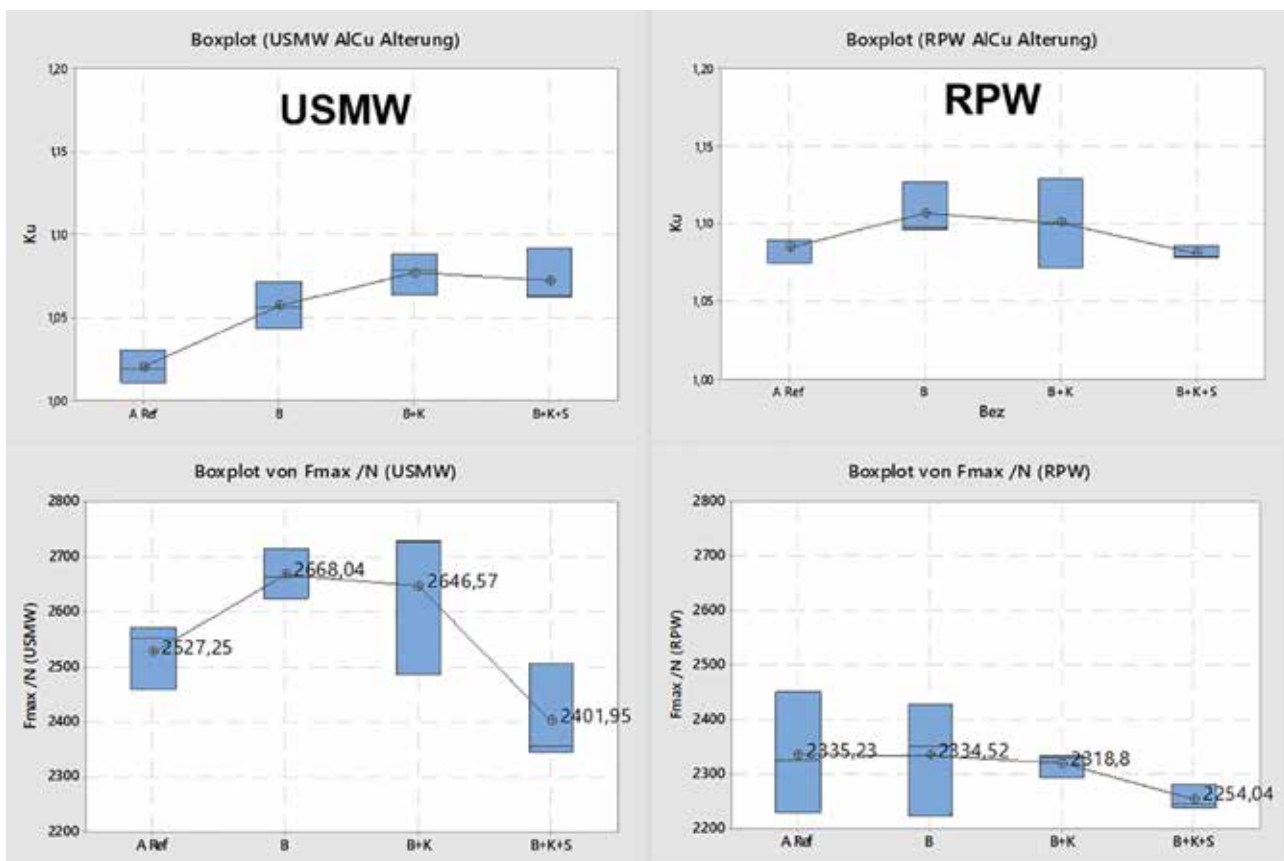 Boxplot (USMW AlCu Alterung)
USMW
Ku
1,20
1,15
1,10
1,05
1,00
A Ref B B+K B+K+S
Boxplot (RPW AlCu Alterung)
RPW
Ku
1,20
1,15
1,10
1,05
1,00
A Ref B B+K B+K+S
Bez
Boxplot von Fmax /N (USMW)
Fmax /N (USMW)
2800
2700
2600
2500
2400
2300
2200
2527,25
2668,04
2646,57
2401,95
A Ref B B+K B+K+S
Boxplot von Fmax /N (RPW)
Fmax /N (RPW)
2800
2700
2600
2500
2400
2300
2200
2335,23
2334,52
2318,8
2254,04
A Ref B B+K B+K+S